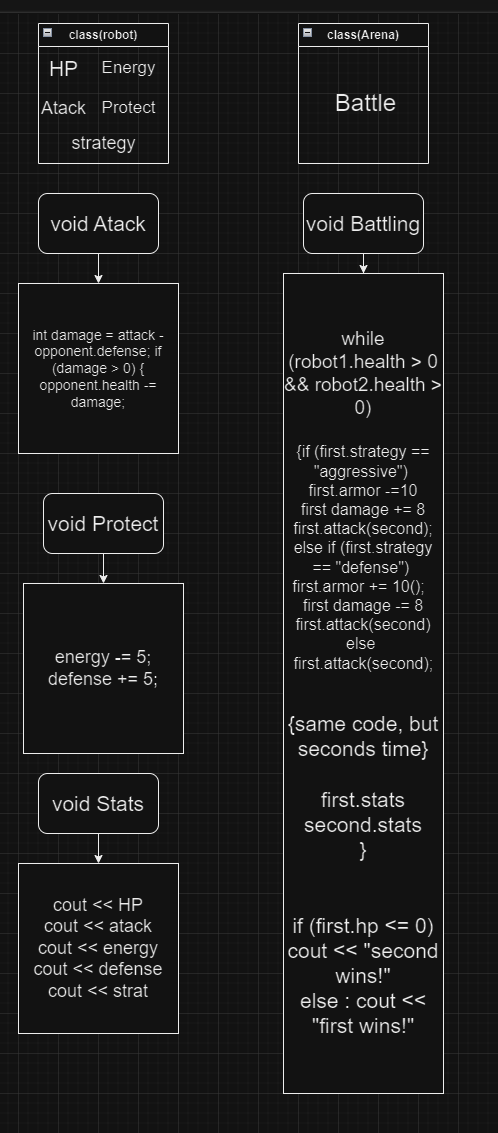 class(robot)
HP Energy
Atack Protect
strategy
void Atack
int damage = attack -
opponent.defense; if
(damage > 0) {
opponent.health -=
damage;
void Protect
energy -= 5;
defense += 5;
void Stats
cout << HP
cout << atack
cout << energy
cout << defense
cout << strat
class(Arena)
Battle
void Battling
while
(robot1.health > 0
&& robot2.health >
0)
{if (first.strategy ==
"aggressive")
first.armor -=10
first damage += 8
first.attack(second);
else if (first.strategy
== "defense")
first.armor += 10();
first damage -= 8
first.attack(second)
else
first.attack(second);
{same code, but
seconds time}
first.stats
second.stats
}
if (first.hp <= 0)
cout << "second
wins!"
else : cout <<
"first wins!"